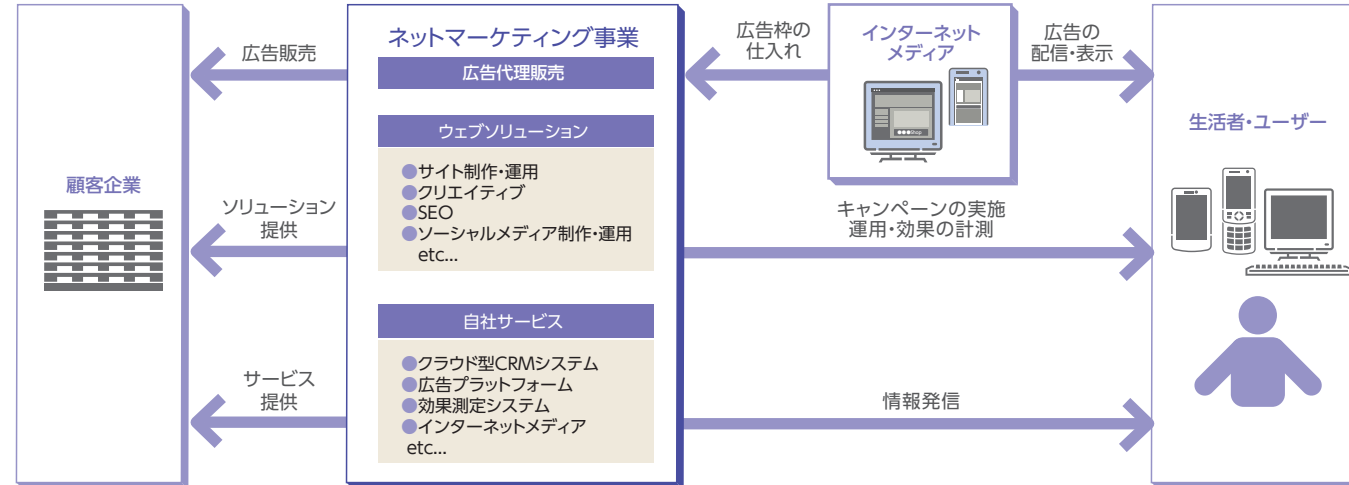 顧客企業
広告販売
ソリューション
提供
サービス
提供
ネットマーケティング事業
広告代理販売
ウェブソリューション
●サイト制作・運用
●クリエイティブ
●SEO
●ソーシャルメディア制作・運用
etc...
自社サービス
●クラウド型CRMシステム
●広告プラットフォーム
●効果測定システム
●インターネットメディア
etc...
広告枠の
仕入れ
インターネット
メディア
●●●Shop
広告の
配信・表示
キャンペーンの実施
運用・効果の計測
情報発信
生活者・ユーザー